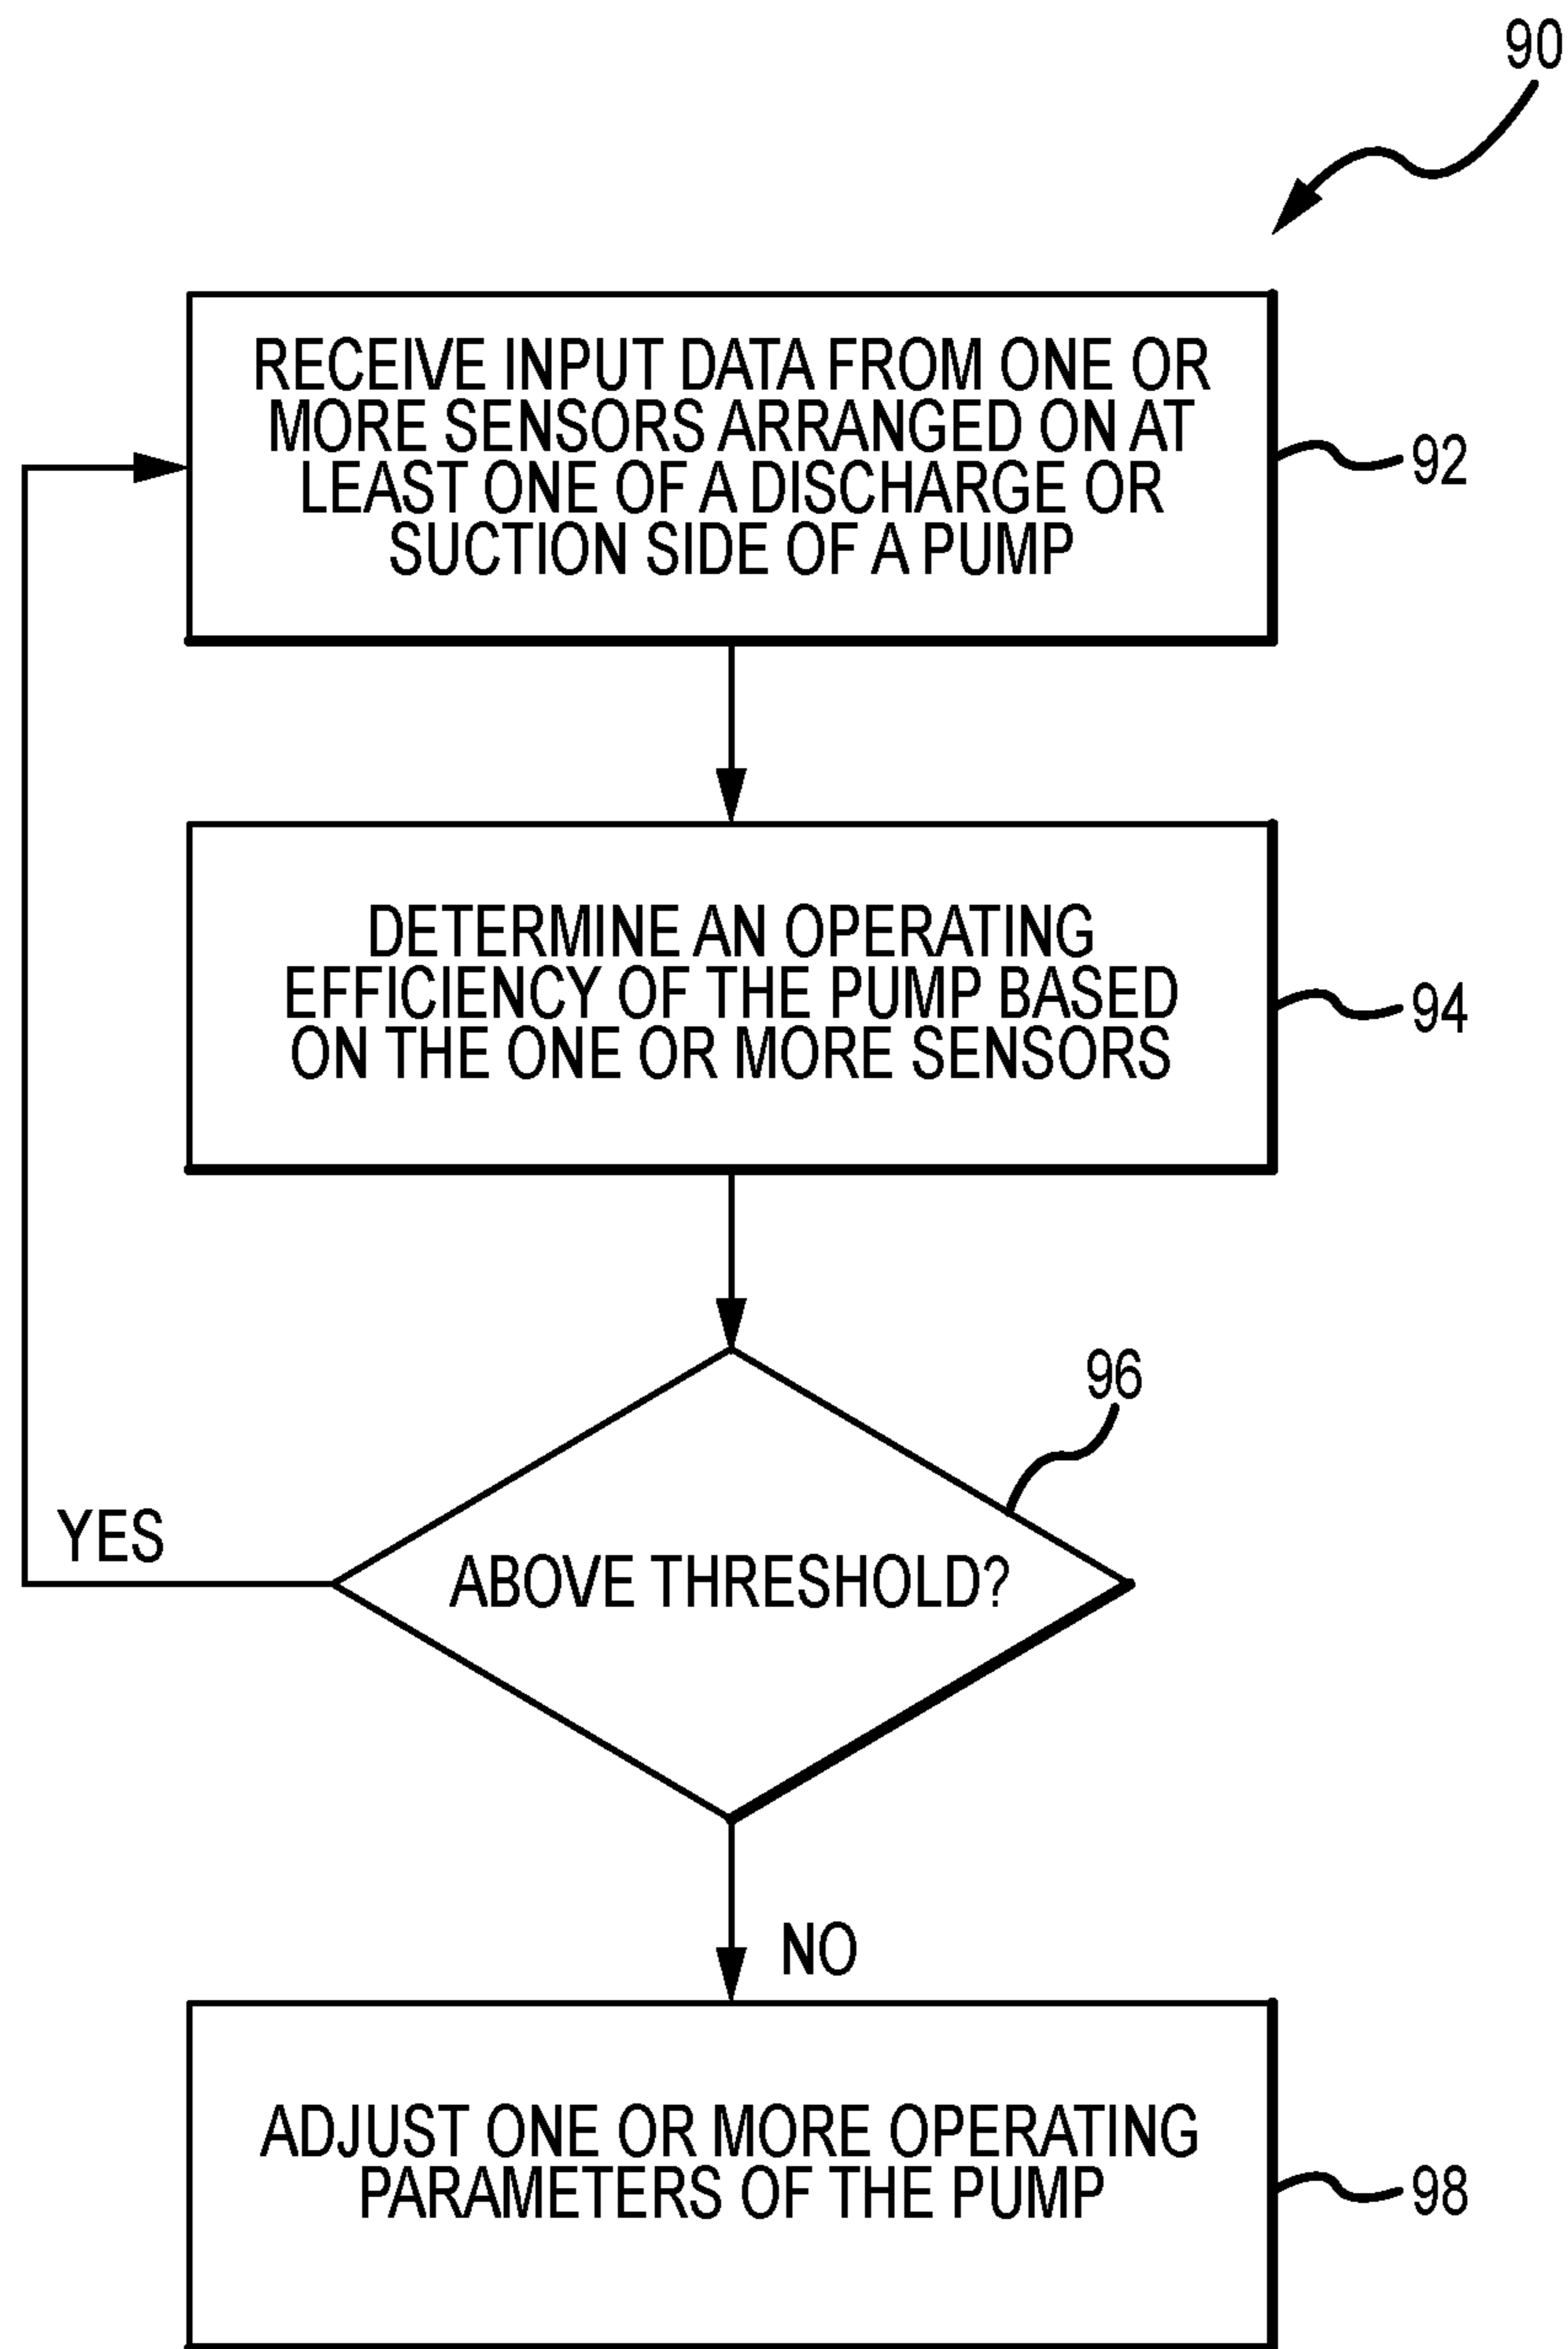 90
RECEIVE INPUT DATA FROM ONE OR
MORE SENSORS ARRANGED ON AT
LEAST ONE OF A DISCHARGE OR
SUCTION SIDE OF A PUMP
92
DETERMINE AN OPERATING
EFFICIENCY OF THE PUMP BASED
ON THE ONE OR MORE SENSORS
94
96
YES
ABOVE THRESHOLD?
NO
ADJUST ONE OR MORE OPERATING
PARAMETERS OF THE PUMP
98